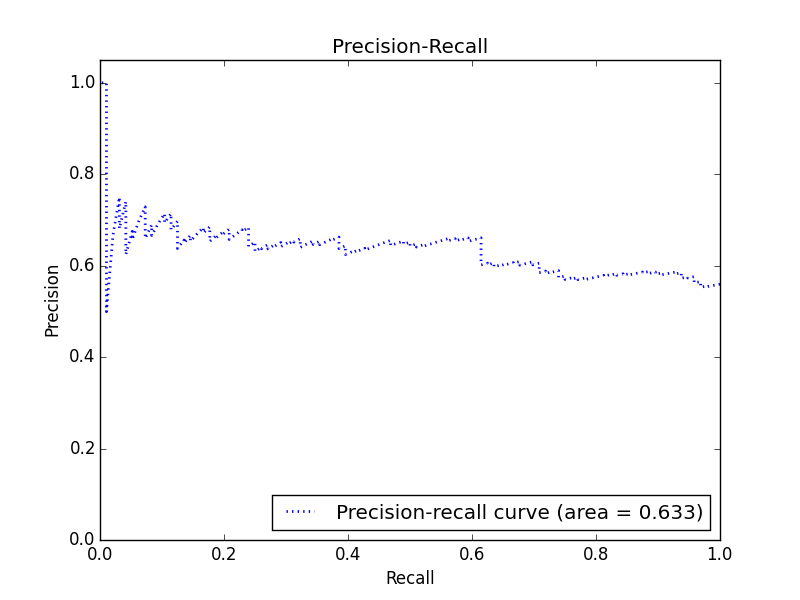 Precision-Recall
1.0
0.8
0.6
0.4
0.2
0.0
Precision
Precision-recall curve (area = 0.633)
0.0 0.2 0.4 0.6 0.8 1.0
Recall